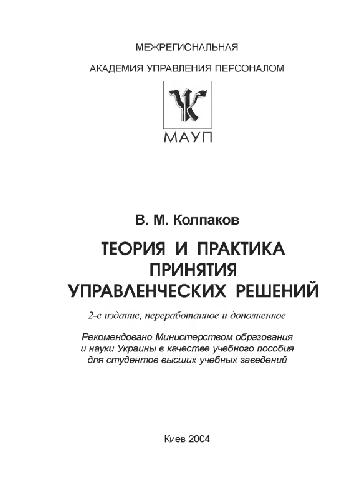 МЕЖРЕГИОНАЛЬНАЯ
АКАДЕМИЯ УПРАВЛЕНИЯ ПЕРСОНАЛОМ
МАУП
В. М. Колпаков
ТЕОРИЯ И ПРАКТИКА
ПРИНЯТИЯ
УПРАВЛЕНЧЕСКИХ РЕШЕНИЙ
2-е издание, переработанное и дополненное
Рекомендовано Министерством образования
и науки Украины в качестве учебного пособия
для студентов высших учебных заведений
Киев 2004